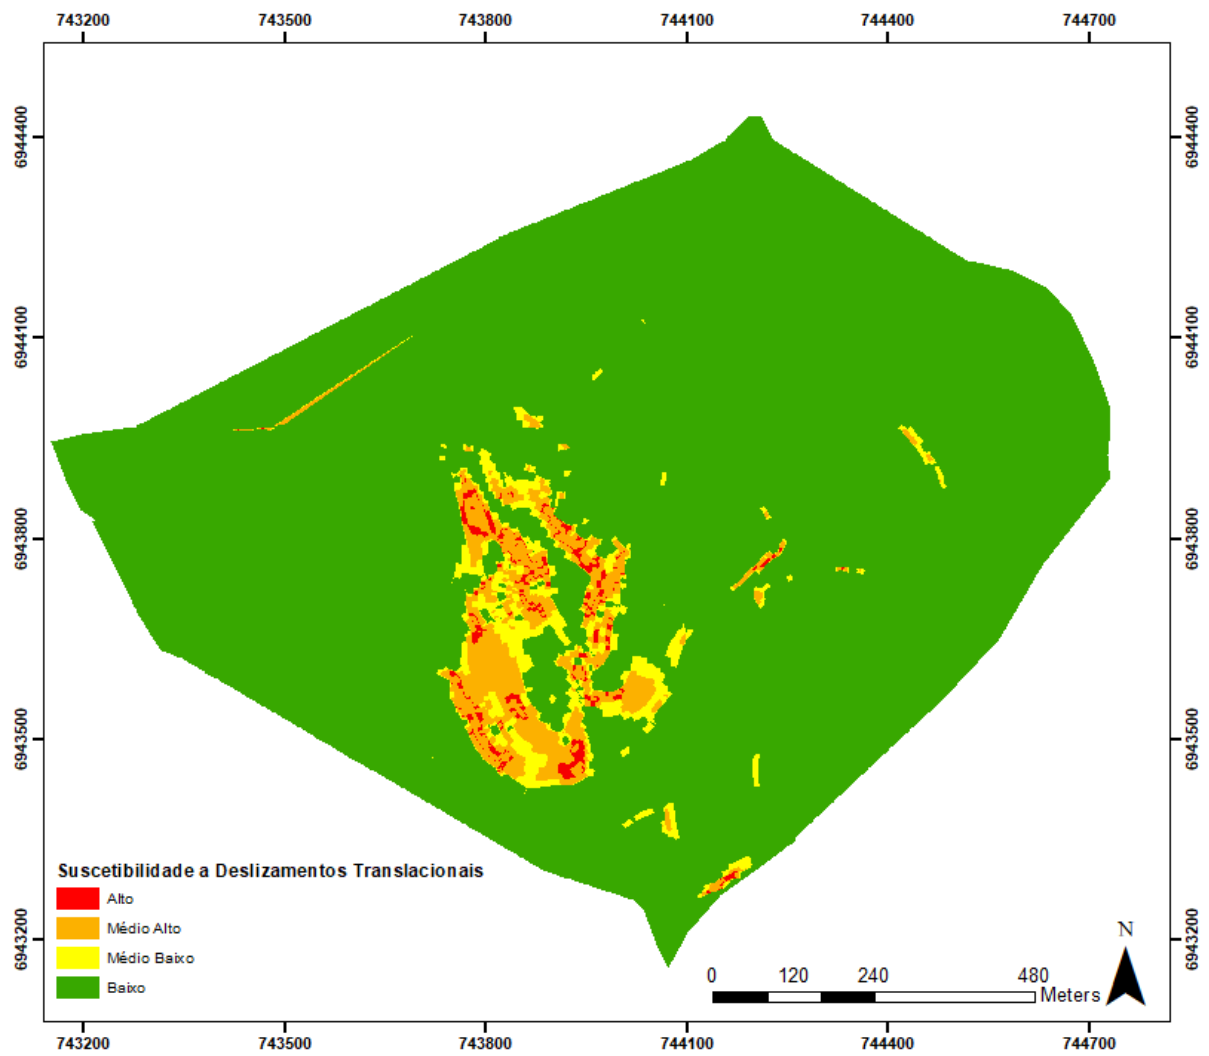 743200 743500 743800 744100 744400 744700
6944400 6944400
6944100 6944100
6943800 6943800
6943500 6943500
Suscetibilidade a Deslizamentos Translacionais
Alto
Médio Alto
Médio Baixo
Baixo
6943200 6943200
N
0 120 240 480
Meters
743200 743500 743800 744100 744400 744700